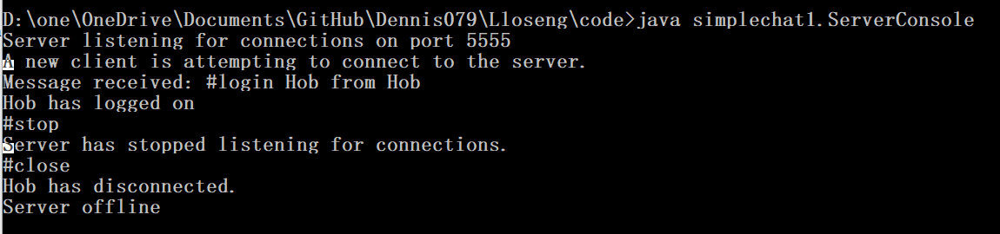 D:\one\OneDrive\Documents\GitHub\Dennis079\Lloseng\code>java simplechat1.ServerConsole
Server listening for connections on port 5555
A new client is attempting to connect to the server.
Message received: #login Hob from Hob
Hob has logged on
#stop
Server has stopped listening for connections.
#close
Hob has disconnected.
Server offline